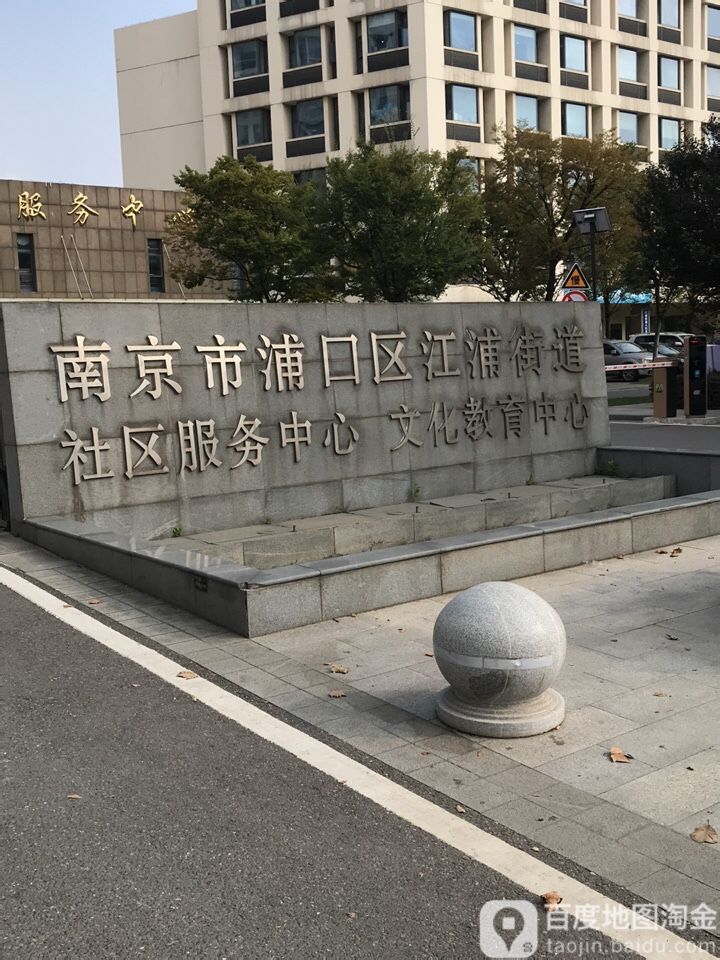 服务中
南京市浦口区江浦街道
社区服务中心 文化教育中心
慢
百度地图淘金
taojin.baidu.com